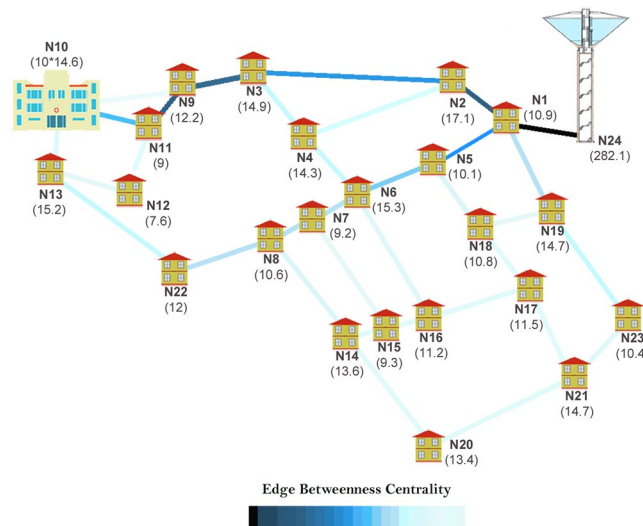 N10
(10*14.6)
N9
(12.2)
N3
(14.9)
N2
(17.1)
N1
(10.9)
N24
(282.1)
N11
(9)
N4
(14.3)
N5
(10.1)
N13
(15.2)
N12
(7.6)
N6
(15.3)
N7
(9.2)
N8
(10.6)
N18
(10.8)
N19
(14.7)
N22
(12)
N17
(11.5)
N14
(13.6)
N15
(9.3)
N16
(11.2)
N23
(10.4)
N21
(14.7)
N20
(13.4)
Edge Betweenness Centrality